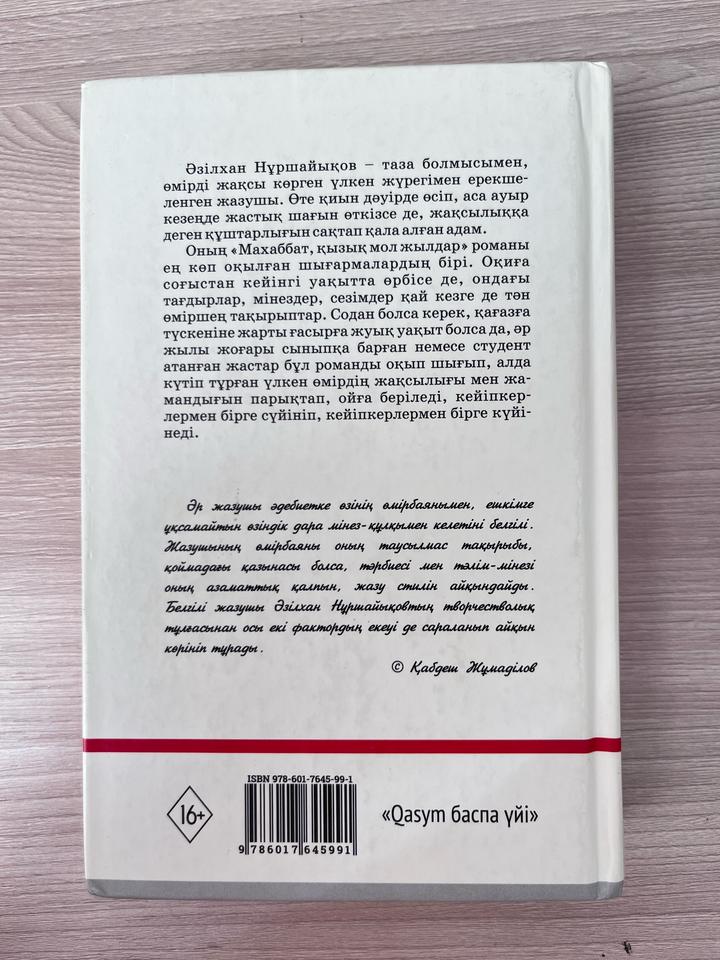 Әзілхан Нұршайықов – таза болмысымен,
өмірді жақсы көрген үлкен жүрегімен ерекше-
ленген жазушы. Өте қиын дәуірде өсіп, аса ауыр
кезеңде жастық шағын өткізсе де, жақсылыққа
деген құштарлығын сақтап қала алған адам.
Оның «Махаббат, қызық мол жылдар» романы
ең көп оқылған шығармалардың бірі. Оқиға
соғыстан кейінгі уақытта өрбісе де, ондағы
тағдырлар, мінездер, сезімдер қай кезге де тән
өміршең тақырыптар. Содан болса керек, қағазға
түскеніне жарты ғасырға жуық уақыт болса да, әр
жылы жоғары сыныпқа барған немесе студент
атанған жастар бұл романды оқып шығып, алда
күтіп тұрған үлкен өмірдің жақсылығы мен жа-
мандығын парықтап, ойға беріледі, кейіпкер-
лермен бірге сүйініп, кейіпкерлермен бірге күйі-
неді.
Әр жазушы әдебиетке өзінің өмірбаянымен, ешкімге
ұқсамайтын өзіндік дара мінез-құлқымен келетіні белгілі.
Жазушының өмірбаяны оның таусылмас тақырыбы,
қоймадағы қазынасы болса, тәрбиесі мен тәлім-мінезі
оның азаматтық қалпын, жазу стилін айқындайды.
Белгілі жазушы Әзілхан Нұршайықовтың творчестволық
тұлғасынан осы екі фактордың екеуі де сараланып айқын
көрініп тұрады.
© Қабдеш Жұмаділов
ISBN 978-601-7645-99-1
16+
«Qasym баспа үйі»
9 786017 645991